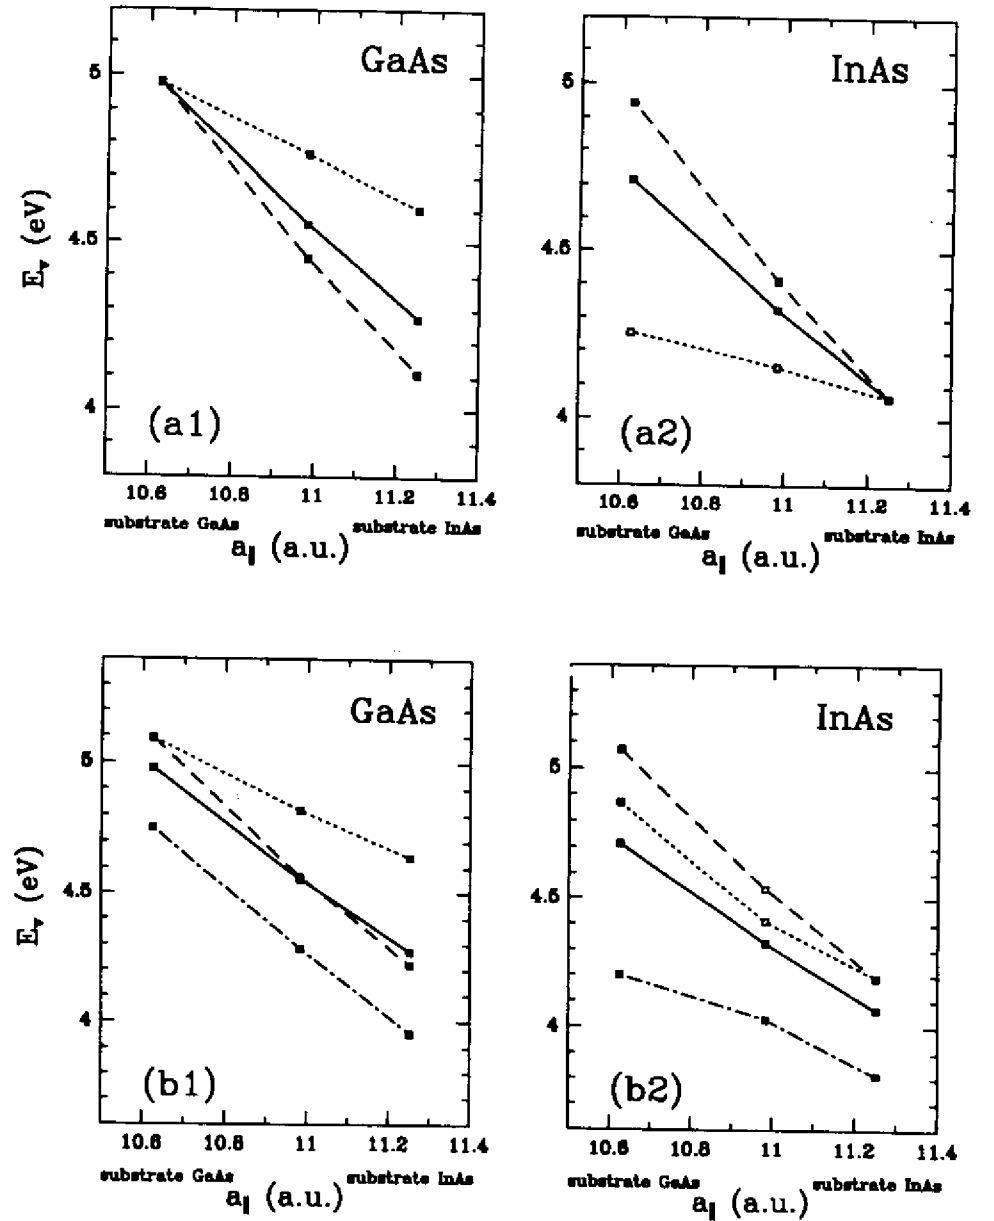 GaAs
5
4.5
4
E_v (eV)
(a1)
10.6 10.8 11 11.2 11.4
substrate GaAs substrate InAs
a_∥ (a.u.)
InAs
5
4.5
4
(a2)
10.6 10.8 11 11.2 11.4
substrate GaAs substrate InAs
a_∥ (a.u.)
GaAs
5
4.5
4
E_v (eV)
(b1)
10.6 10.8 11 11.2 11.4
substrate GaAs substrate InAs
a_∥ (a.u.)
InAs
5
4.5
4
(b2)
10.6 10.8 11 11.2 11.4
substrate GaAs substrate InAs
a_∥ (a.u.)